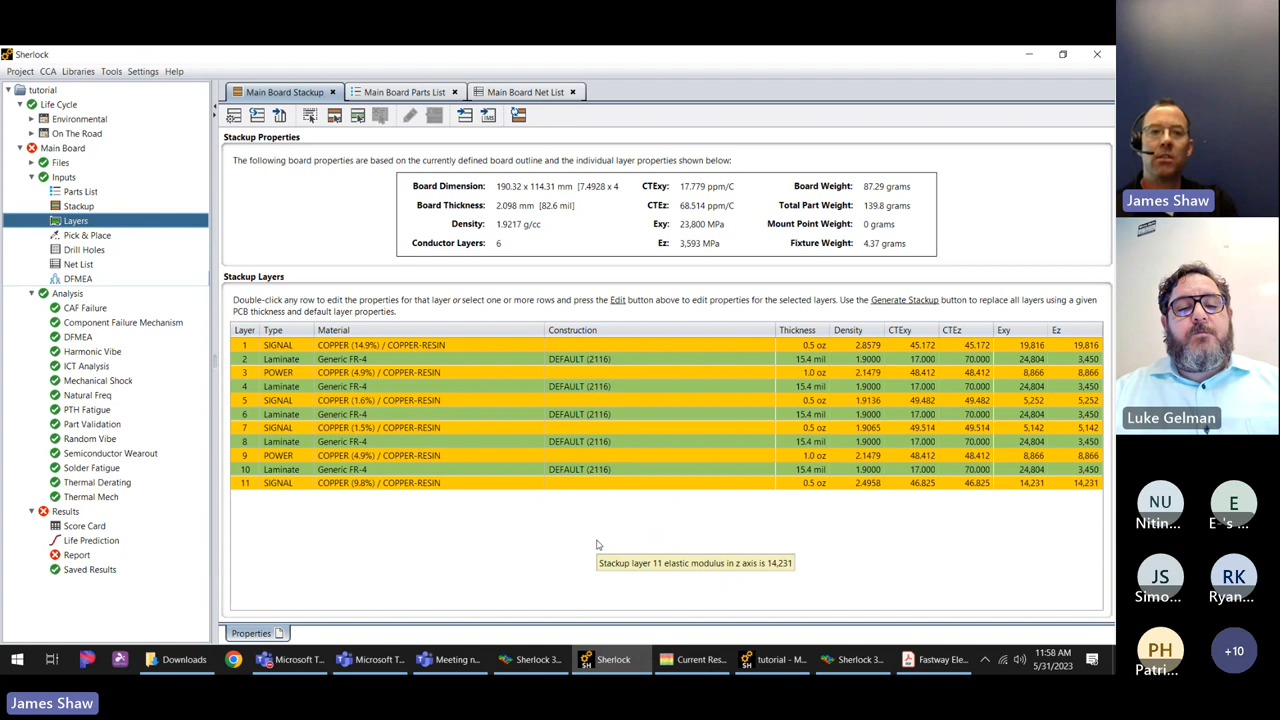 Sherlock
Project CCA Libraries Tools Settings Help
tutorial
Life Cycle
Environmental
On The Road
Main Board
Files
Inputs
Parts List
Stackup
Layers
Pick & Place
Drill Holes
Net List
DFMEA
Analysis
CAF Failure
Component Failure Mechanism
DFMEA
Harmonic Vibe
ICT Analysis
Mechanical Shock
Natural Freq
PTH Fatigue
Part Validation
Random Vibe
Semiconductor Wearout
Solder Fatigue
Thermal Derating
Thermal Mech
Results
Score Card
Life Prediction
Report
Saved Results
Main Board Stackup Main Board Parts List Main Board Net List
Stackup Properties
The following board properties are based on the currently defined board outline and the individual layer properties shown below:
Board Dimension: 190.32 x 114.31 mm [7.4928 x 4 CTExy: 17.779 ppm/C Board Weight: 87.29 grams
Board Thickness: 2.098 mm [82.6 mil] CTEz: 68.514 ppm/C Total Part Weight: 139.8 grams
Density: 1.9217 g/cc Exy: 23,800 MPa Mount Point Weight: 0 grams
Conductor Layers: 6 Ez: 3,593 MPa Fixture Weight: 4.37 grams
Stackup Layers
Double-click any row to edit the properties for that layer or select one or more rows and press the Edit button above to edit properties for the selected layers. Use the Generate Stackup button to replace all layers using a given
PCB thickness and default layer properties.
Layer Type Material Construction Thickness Density CTExy CTEz Exy Ez
1 SIGNAL COPPER (14.9%) / COPPER-RESIN 0.5 oz 2.8579 45.172 45.172 19,816 19,816
2 Laminate Generic FR-4 DEFAULT (2116) 15.4 mil 1.9000 17.000 70.000 24,804 3,450
3 POWER COPPER (4.9%) / COPPER-RESIN 1.0 oz 2.1479 48.412 48.412 8,866 8,866
4 Laminate Generic FR-4 DEFAULT (2116) 15.4 mil 1.9000 17.000 70.000 24,804 3,450
5 SIGNAL COPPER (1.6%) / COPPER-RESIN 0.5 oz 1.9136 49.482 49.482 5,252 5,252
6 Laminate Generic FR-4 DEFAULT (2116) 15.4 mil 1.9000 17.000 70.000 24,804 3,450
7 SIGNAL COPPER (1.5%) / COPPER-RESIN 0.5 oz 1.9065 49.514 49.514 5,142 5,142
8 Laminate Generic FR-4 DEFAULT (2116) 15.4 mil 1.9000 17.000 70.000 24,804 3,450
9 POWER COPPER (4.9%) / COPPER-RESIN 1.0 oz 2.1479 48.412 48.412 8,866 8,866
10 Laminate Generic FR-4 DEFAULT (2116) 15.4 mil 1.9000 17.000 70.000 24,804 3,450
11 SIGNAL COPPER (9.8%) / COPPER-RESIN 0.5 oz 2.4958 46.825 46.825 14,231 14,231
Stackup layer 11 elastic modulus in z axis is 14,231
Properties
Downloads Microsoft T... Microsoft T... Meeting n... Sherlock 3... Sherlock Current Res... tutorial - M... Sherlock 3... Fastway Ele...
11:58 AM
5/31/2023
James Shaw
James Shaw
Luke Gelman
NU
Nitin...
E
E-'s ...
JS
Simo...
RK
Ryan...
PH
Patri...
+10